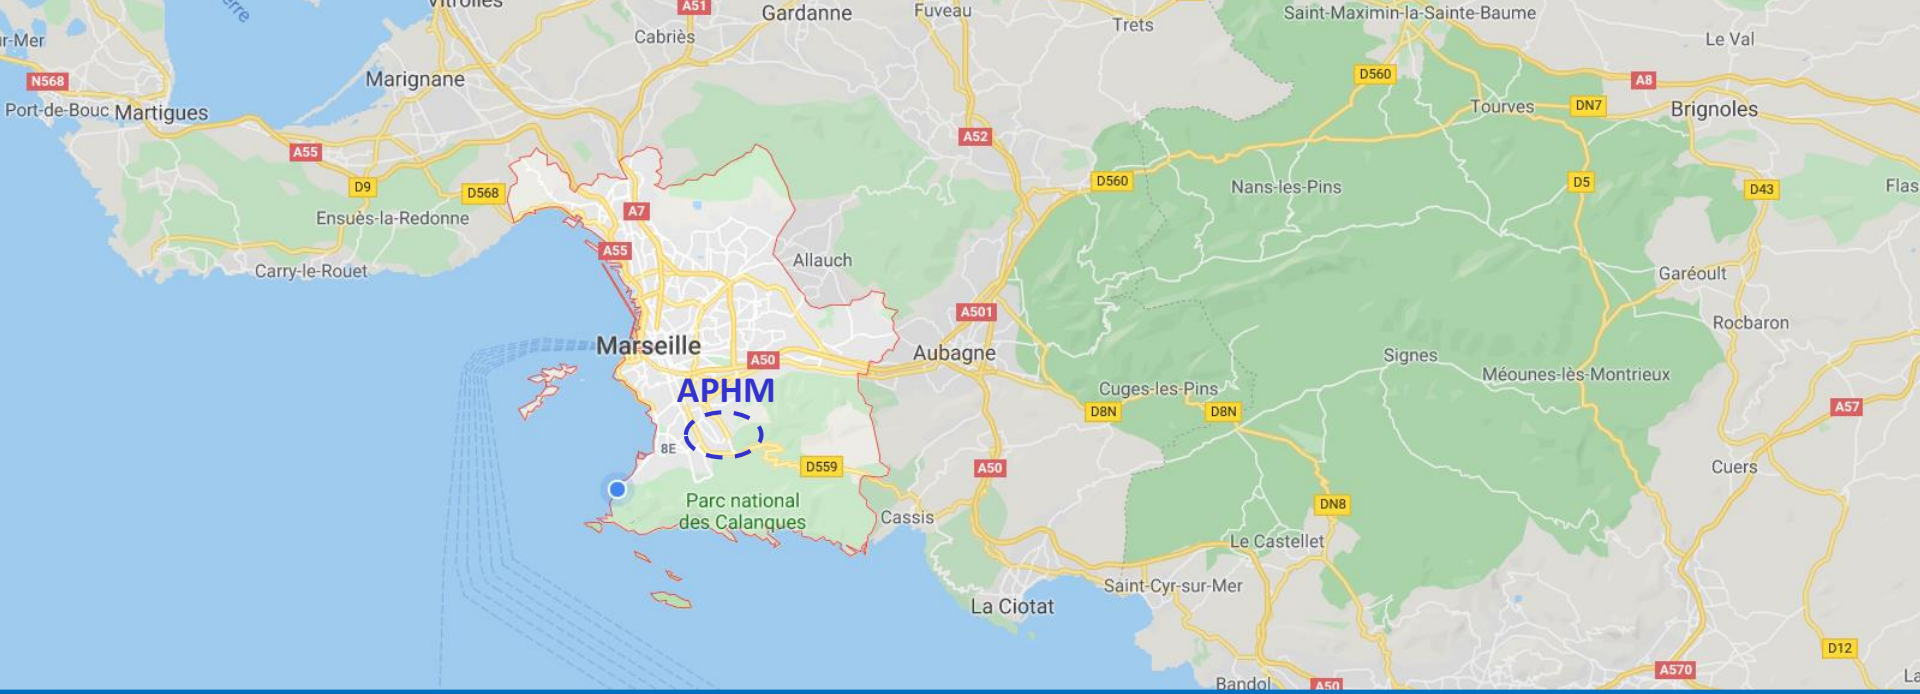 Vitrolles
A51
Gardanne
Fuveau
Saint-Maximin-la-Sainte-Baume
Trets
Cabriès
Le Val
Marignane
N568
D560
A8
Port-de-Bouc
Martigues
Tourves
DN7
Brignoles
A52
A55
D9
D568
D560
Nans-les-Pins
D5
D43
Ensuès-la-Redonne
A7
A55
Carry-le-Rouet
Allauch
Garéoult
A501
Rocbaron
Marseille
A50
Aubagne
Signes
Méounes-lès-Montrieux
APHM
Cuges-les-Pins
D8N
D8N
A57
8E
D559
A50
Cuers
Parc national
des Calanques
Cassis
DN8
Le Castellet
Saint-Cyr-sur-Mer
La Ciotat
D12
A570
Bandol
A50